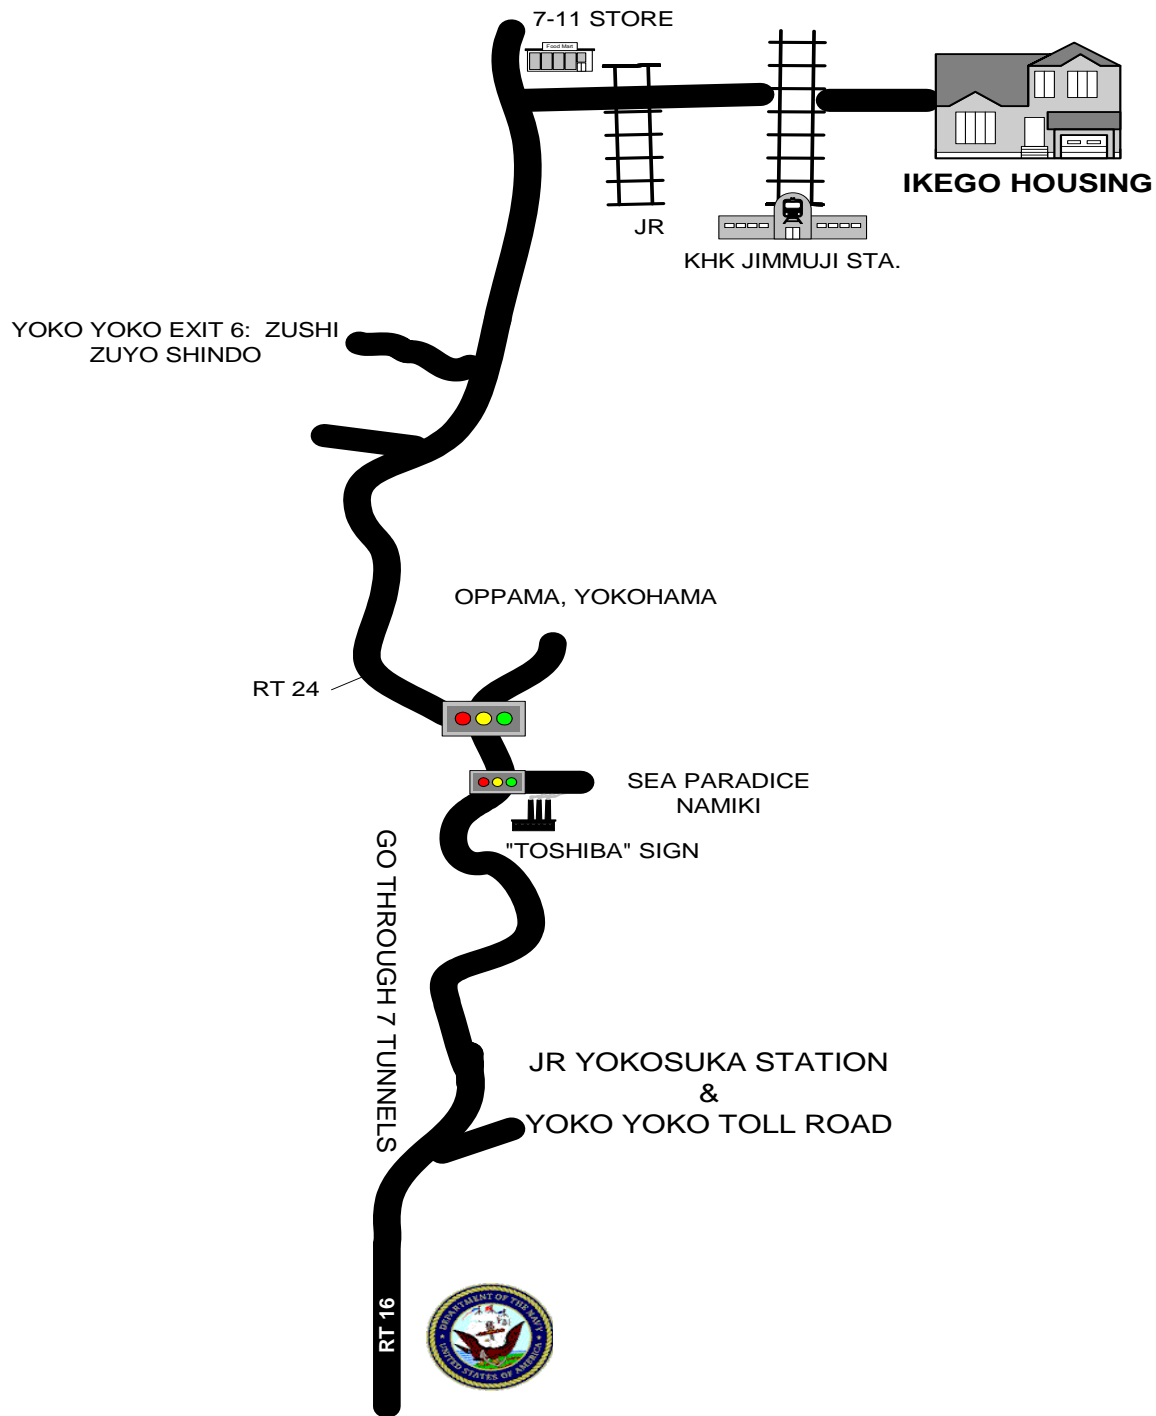 7-11 STORE
Food Mart
IKEGO HOUSING
JR
KHK JIMMUJI STA.
YOKO YOKO EXIT 6:  ZUSHI
ZUYO SHINDO
OPPAMA, YOKOHAMA
RT 24
SEA PARADICE
NAMIKI
"TOSHIBA" SIGN
GO THROUGH 7 TUNNELS
JR YOKOSUKA STATION
&
YOKO YOKO TOLL ROAD
RT 16
DEPARTMENT OF THE NAVY
UNITED STATES OF AMERICA